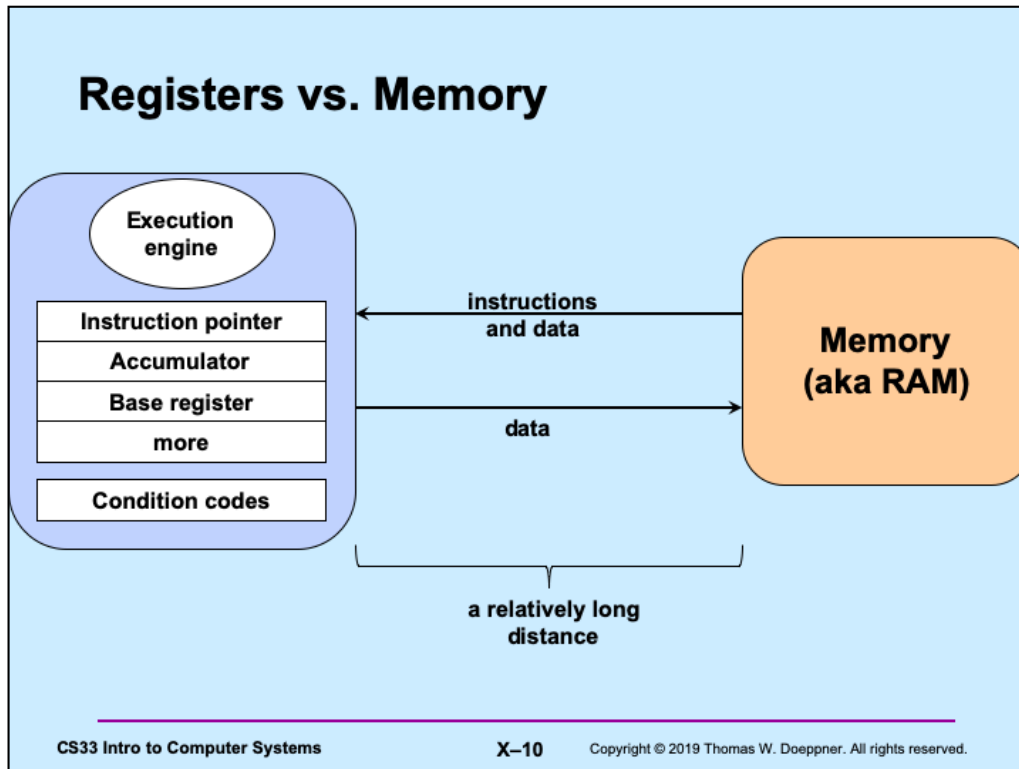 Registers vs. Memory
Execution
engine
Instruction pointer
Accumulator
Base register
more
Condition codes
instructions
and data
data
Memory
(aka RAM)
a relatively long
distance
CS33 Intro to Computer Systems
X–10
Copyright © 2019 Thomas W. Doeppner. All rights reserved.